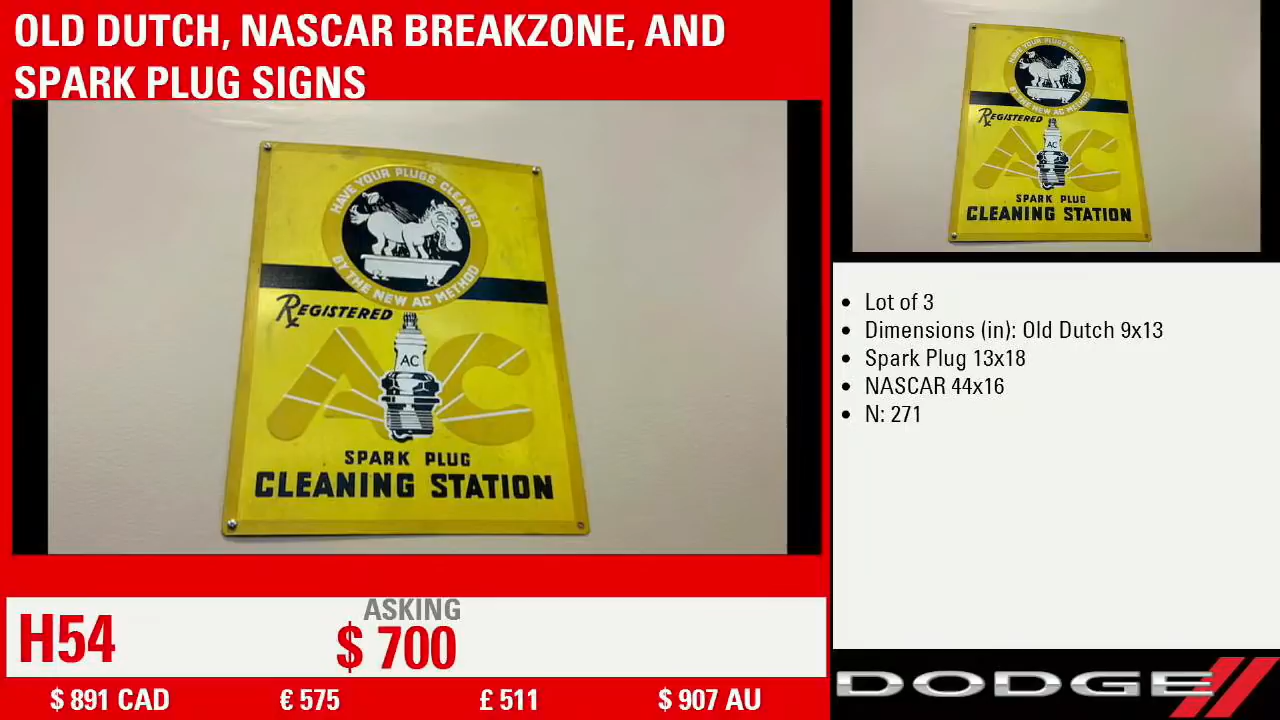 OLD DUTCH, NASCAR BREAKZONE, AND
SPARK PLUG SIGNS
HAVE YOUR PLUGS CLEANED
BY THE NEW AC METHOD
Rx REGISTERED
AC
AC
SPARK PLUG
CLEANING STATION
HAVE YOUR PLUGS CLEANED
BY THE NEW AC METHOD
Rx REGISTERED
AC
AC
SPARK PLUG
CLEANING STATION
• Lot of 3
• Dimensions (in): Old Dutch 9x13
• Spark Plug 13x18
• NASCAR 44x16
• N: 271
H54
ASKING
$ 700
$ 891 CAD
€ 575
£ 511
$ 907 AU
DODGE